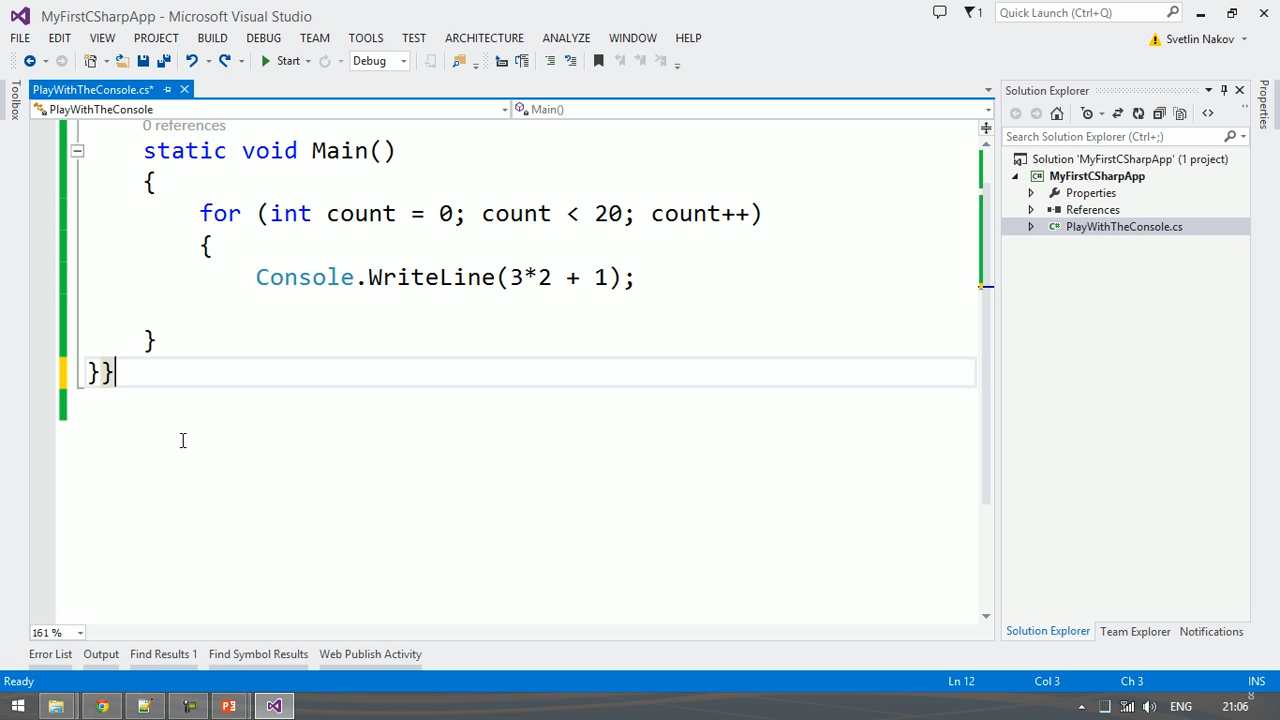 MyFirstCSharpApp - Microsoft Visual Studio
1
Quick Launch (Ctrl+Q)
FILE EDIT VIEW PROJECT BUILD DEBUG TEAM TOOLS TEST ARCHITECTURE ANALYZE WINDOW HELP
Svetlin Nakov
Start
Debug
Toolbox
PlayWithTheConsole.cs*
PlayWithTheConsole
Main()
0 references
static void Main()
{
for (int count = 0; count < 20; count++)
{
Console.WriteLine(3*2 + 1);
}
}}
161 %
Solution Explorer
Search Solution Explorer (Ctrl+;)
Solution 'MyFirstCSharpApp' (1 project)
C# MyFirstCSharpApp
Properties
References
C# PlayWithTheConsole.cs
Properties
Solution Explorer Team Explorer Notifications
Error List Output Find Results 1 Find Symbol Results Web Publish Activity
Ready
Ln 12 Col 3 Ch 3 INS
8
ENG 21:06